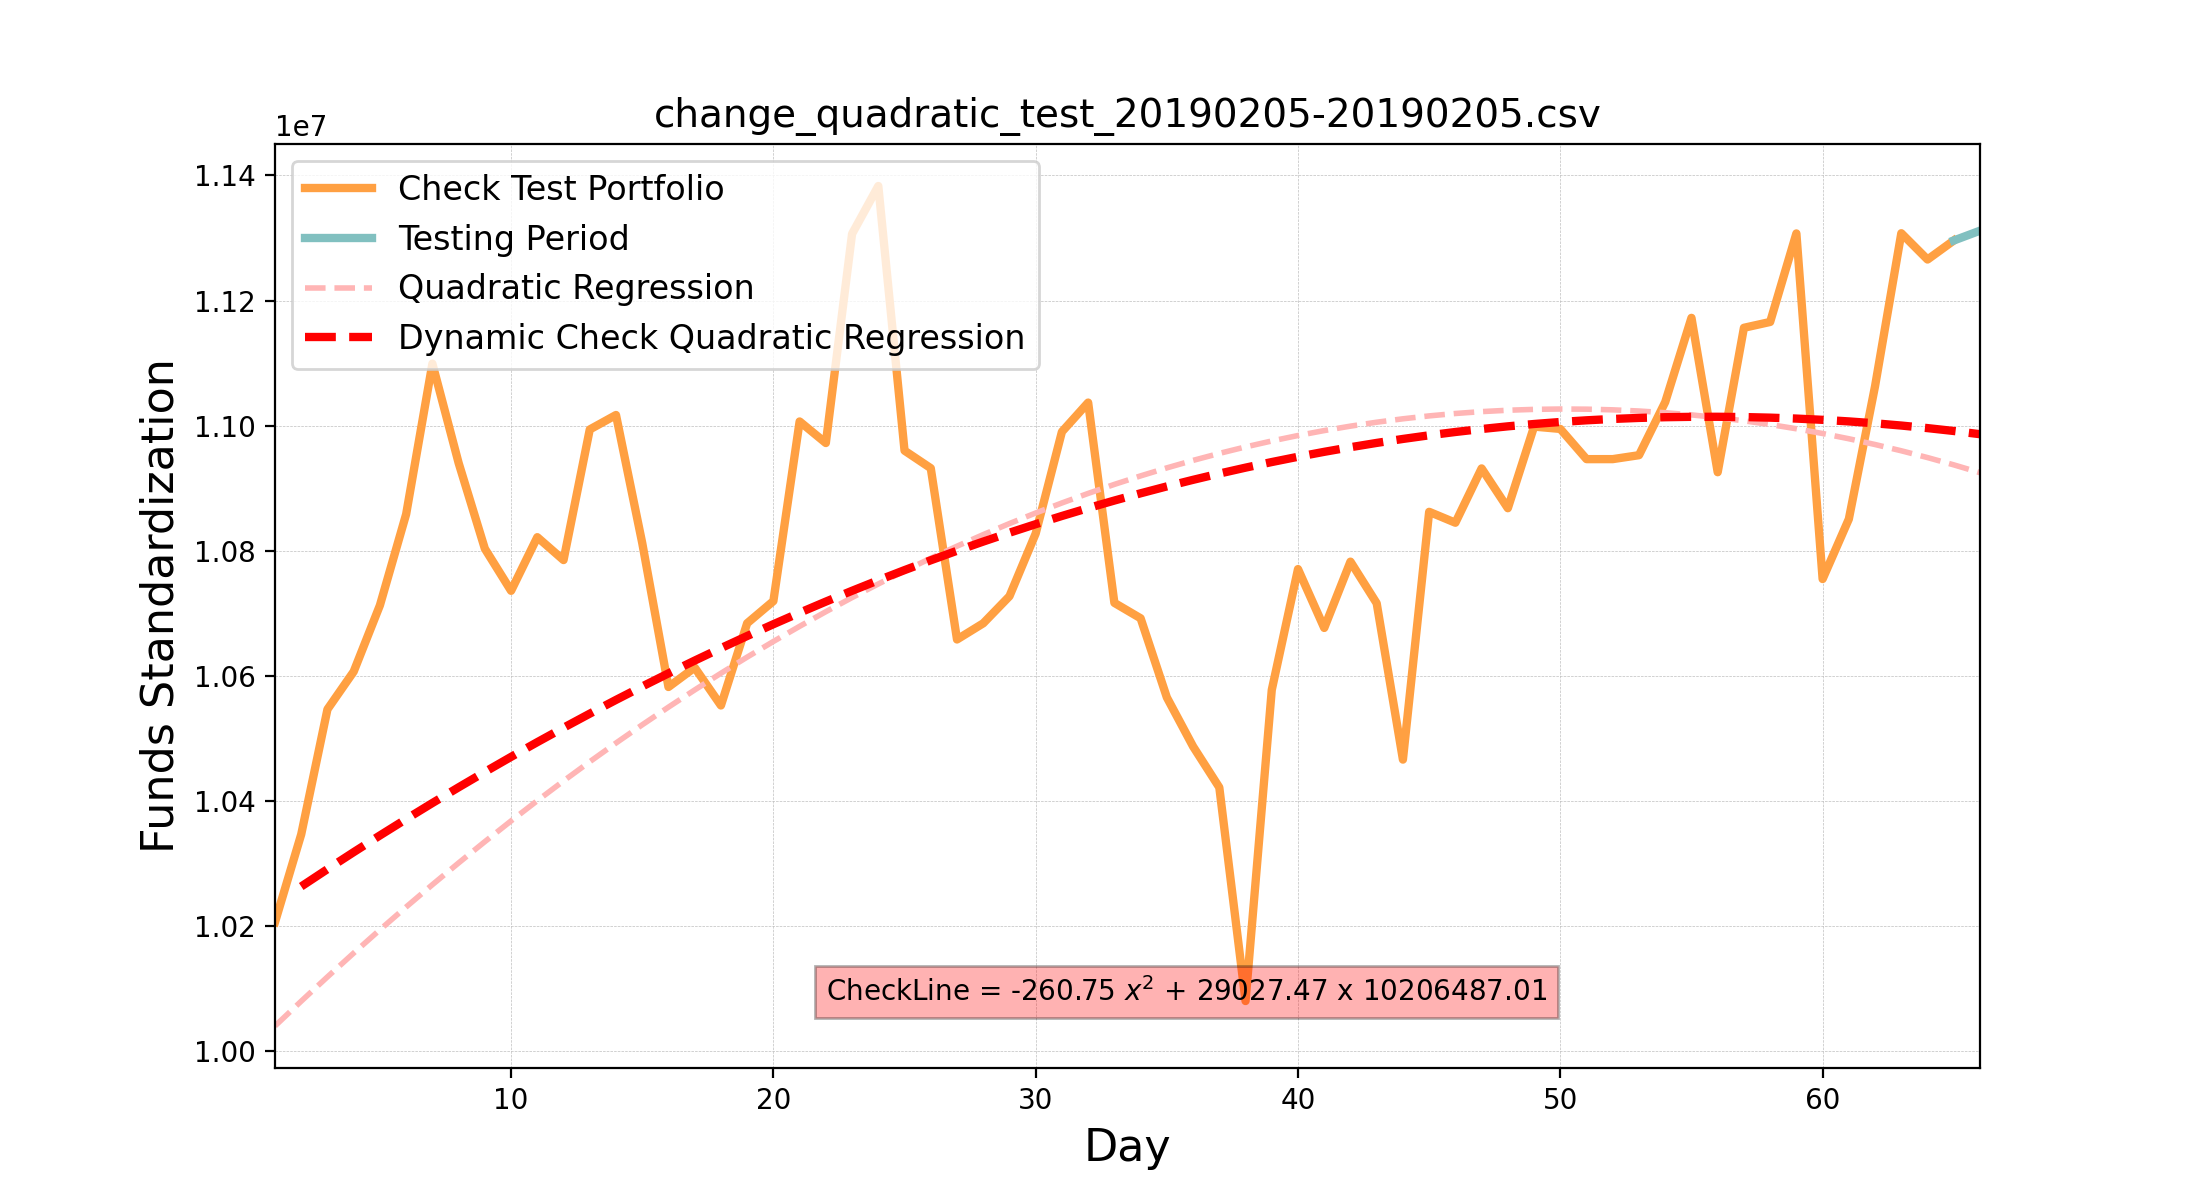 change_quadratic_test_20190205-20190205.csv
1e7
Check Test Portfolio
Testing Period
Quadratic Regression
Dynamic Check Quadratic Regression
1.14
1.12
1.10
1.08
1.06
1.04
1.02
1.00
Funds Standardization
CheckLine = -260.75 x² + 29027.47 x 10206487.01
10 20 30 40 50 60
Day